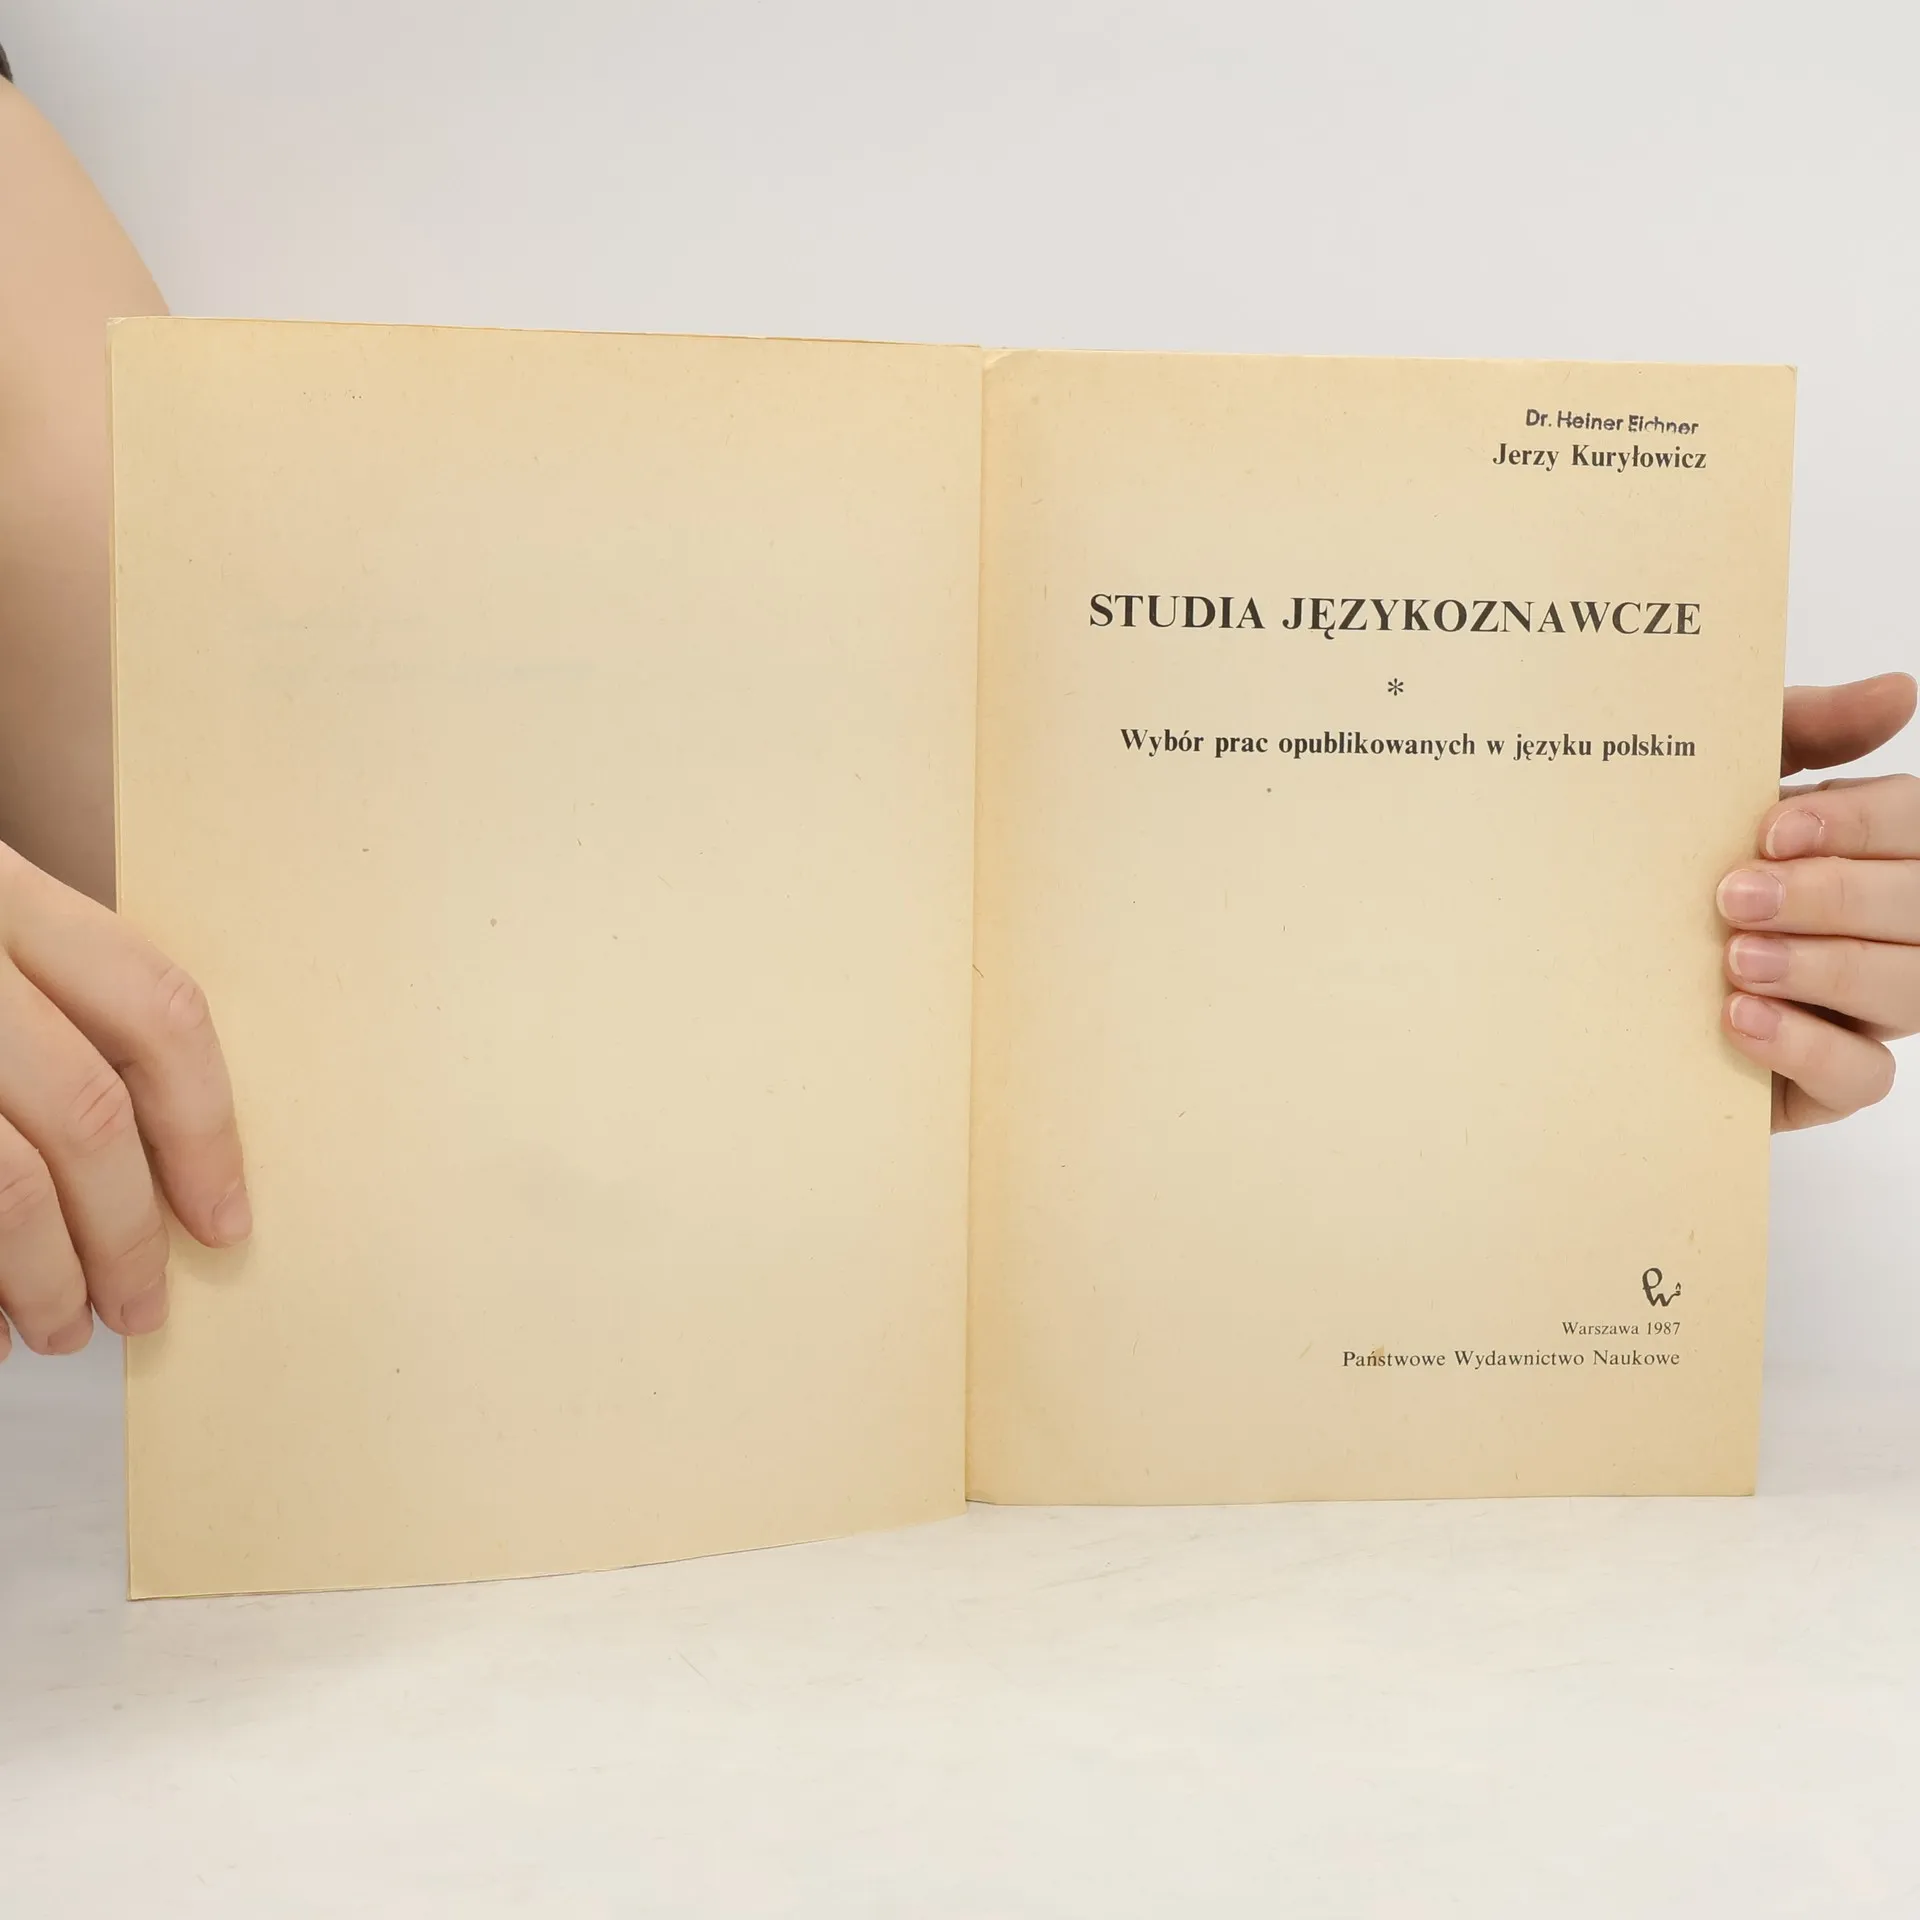 Dr. Heiner Eichner
Jerzy Kuryłowicz
STUDIA JĘZYKOZNAWCZE
*
Wybór prac opublikowanych w języku polskim
Warszawa 1987
Państwowe Wydawnictwo Naukowe